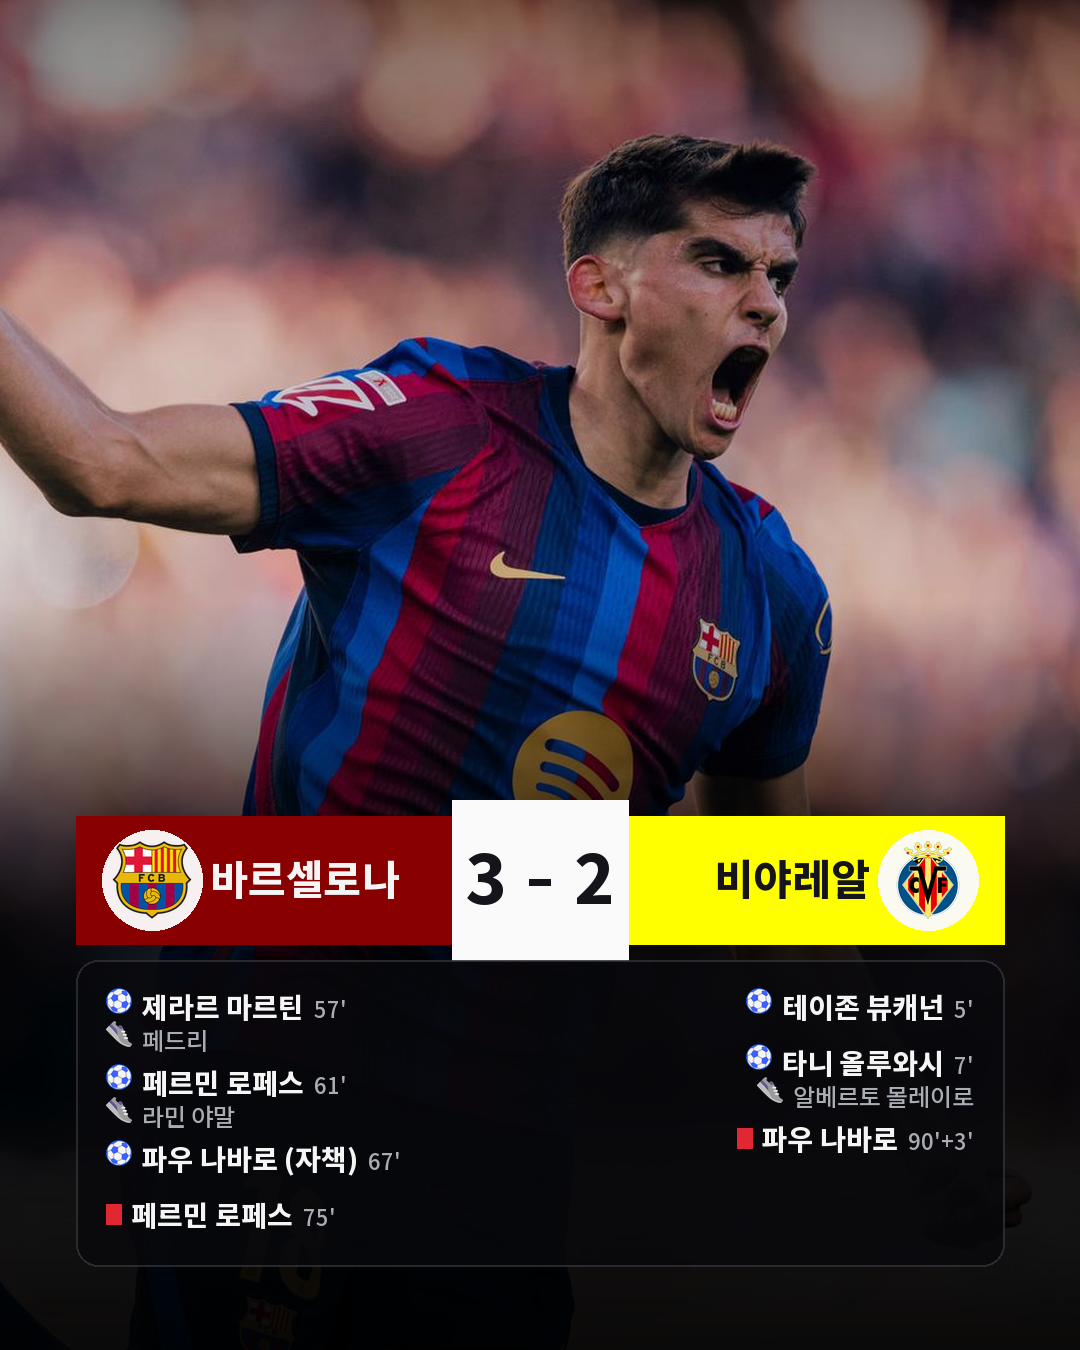 바르셀로나
3 - 2
비야레알
제라르 마르틴 57'
페드리
페르민 로페스 61'
라민 야말
파우 나바로 (자책) 67'
페르민 로페스 75'
테이존 뷰캐넌 5'
타니 올루와시 7'
알베르토 몰레이로
파우 나바로 90'+3'
FCB
FCB
CVF